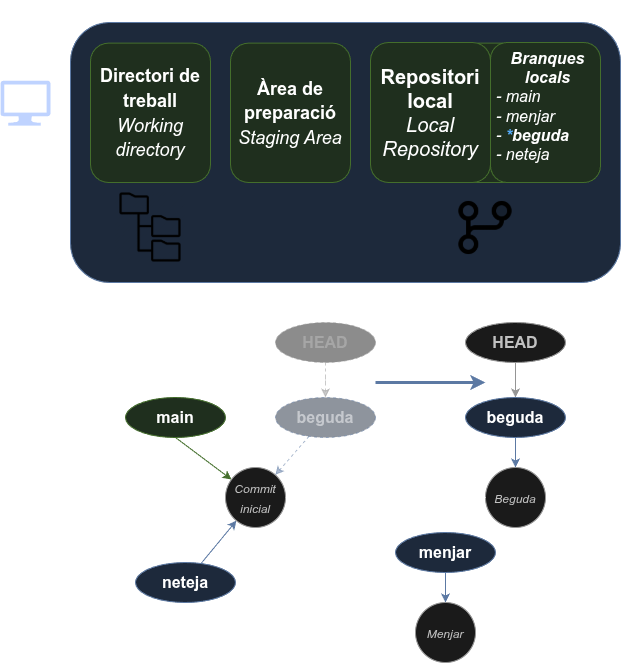 Directori de
treball
Working
directory
Àrea de
preparació
Staging Area
Repositori
local
Local
Repository
Branques
locals
- main
- menjar
- *beguda
- neteja
HEAD
HEAD
main
beguda
beguda
Commit
inicial
Beguda
menjar
neteja
Menjar